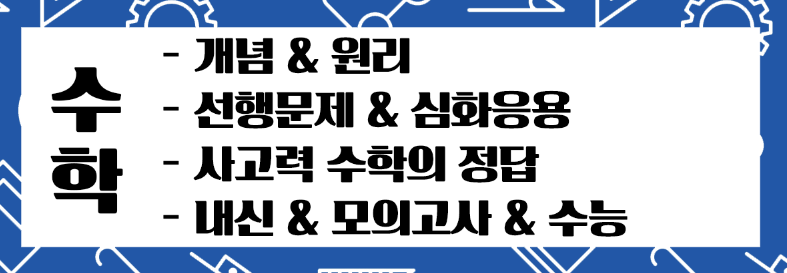 수학
- 개념 & 원리
- 선행문제 & 심화응용
- 사고력 수학의 정답
- 내신 & 모의고사 & 수능